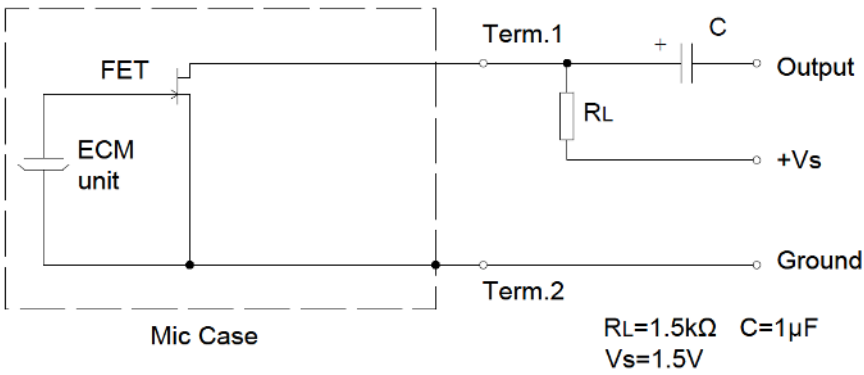 C
Term.1
+
Output
FET
RL
ECM
unit
+Vs
Ground
Term.2
Mic Case
RL=1.5kΩ C=1μF
Vs=1.5V